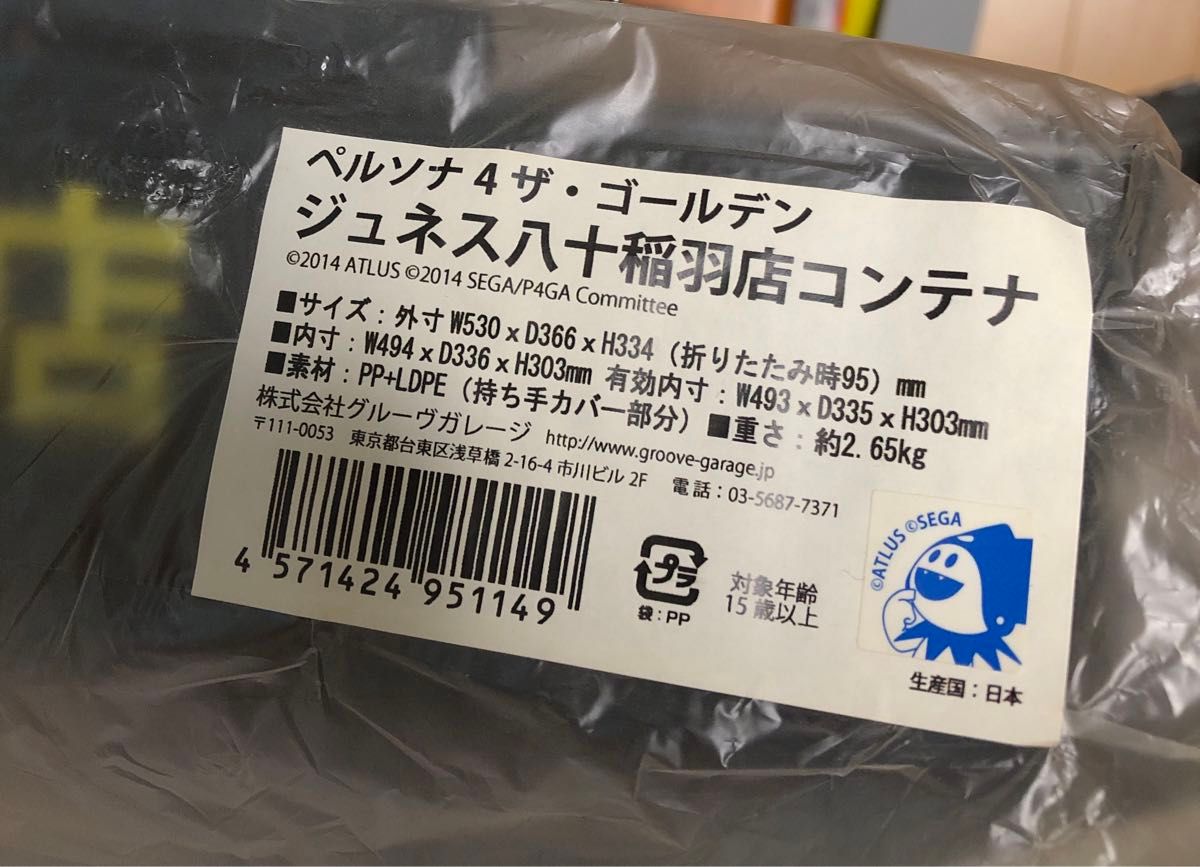 ペルソナ4 ザ・ゴールデン
ジュネス八十稲羽店コンテナ
©2014 ATLUS ©2014 SEGA/P4GA Committee
■サイズ：外寸 W530 x D366 x H334（折りたたみ時95）mm
■内寸：W494 x D336 x H303mm 有効内寸：W493 x D335 x H303mm
■素材：PP+LDPE（持ち手カバー部分）■重さ：約2.65kg
株式会社グルーヴガレージ http://www.groove-garage.jp
〒111-0053 東京都台東区浅草橋 2-16-4 市川ビル 2F 電話：03-5687-7371
4 571424 951149
プラ
袋：PP
対象年齢
15歳以上
©ATLUS ©SEGA
生産国：日本
店